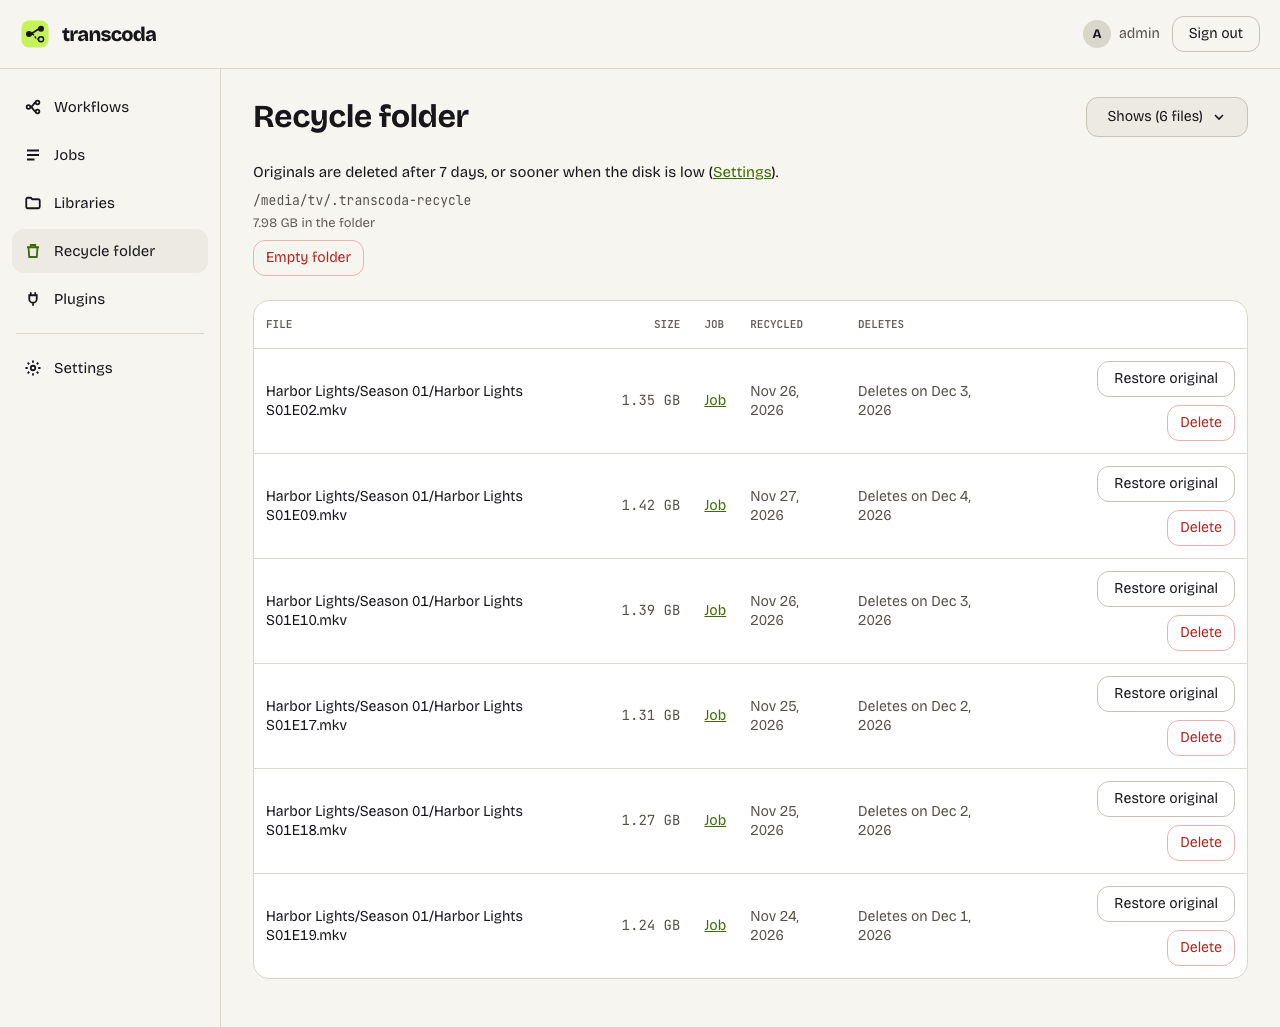 transcoda
A admin Sign out
Workflows
Jobs
Libraries
Recycle folder
Plugins
Settings
Recycle folder
Shows (6 files)
Originals are deleted after 7 days, or sooner when the disk is low (Settings).
/media/tv/.transcoda-recycle
7.98 GB in the folder
Empty folder
FILE SIZE JOB RECYCLED DELETES
Harbor Lights/Season 01/Harbor Lights
S01E02.mkv
1.35 GB
Job
Nov 26,
2026
Deletes on Dec 3,
2026
Restore original
Delete
Harbor Lights/Season 01/Harbor Lights
S01E09.mkv
1.42 GB
Job
Nov 27,
2026
Deletes on Dec 4,
2026
Restore original
Delete
Harbor Lights/Season 01/Harbor Lights
S01E10.mkv
1.39 GB
Job
Nov 26,
2026
Deletes on Dec 3,
2026
Restore original
Delete
Harbor Lights/Season 01/Harbor Lights
S01E17.mkv
1.31 GB
Job
Nov 25,
2026
Deletes on Dec 2,
2026
Restore original
Delete
Harbor Lights/Season 01/Harbor Lights
S01E18.mkv
1.27 GB
Job
Nov 25,
2026
Deletes on Dec 2,
2026
Restore original
Delete
Harbor Lights/Season 01/Harbor Lights
S01E19.mkv
1.24 GB
Job
Nov 24,
2026
Deletes on Dec 1,
2026
Restore original
Delete